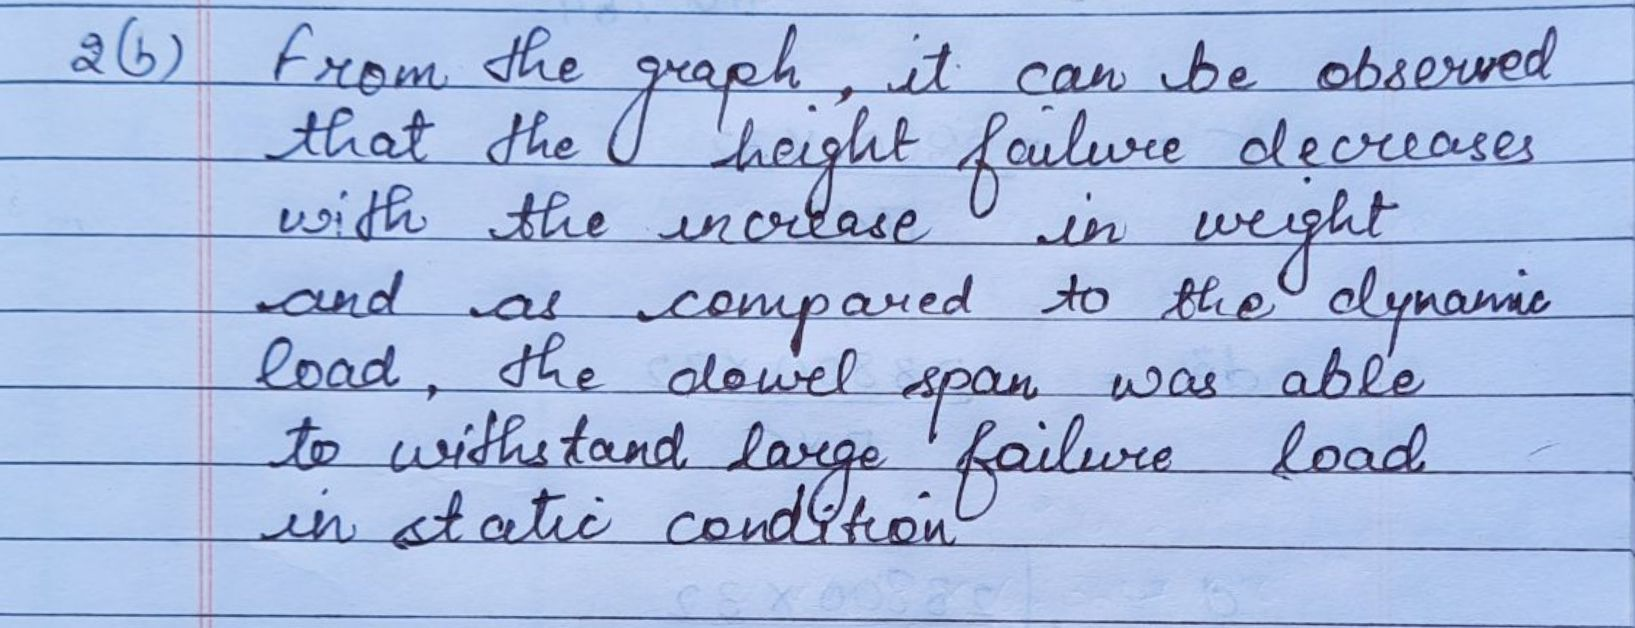 2(b) From the graph, it can be observed
that the height failure decreases
with the increase in weight
and as compared to the dynamic
load, the dowel span was able
to withstand large failure load
in static condition